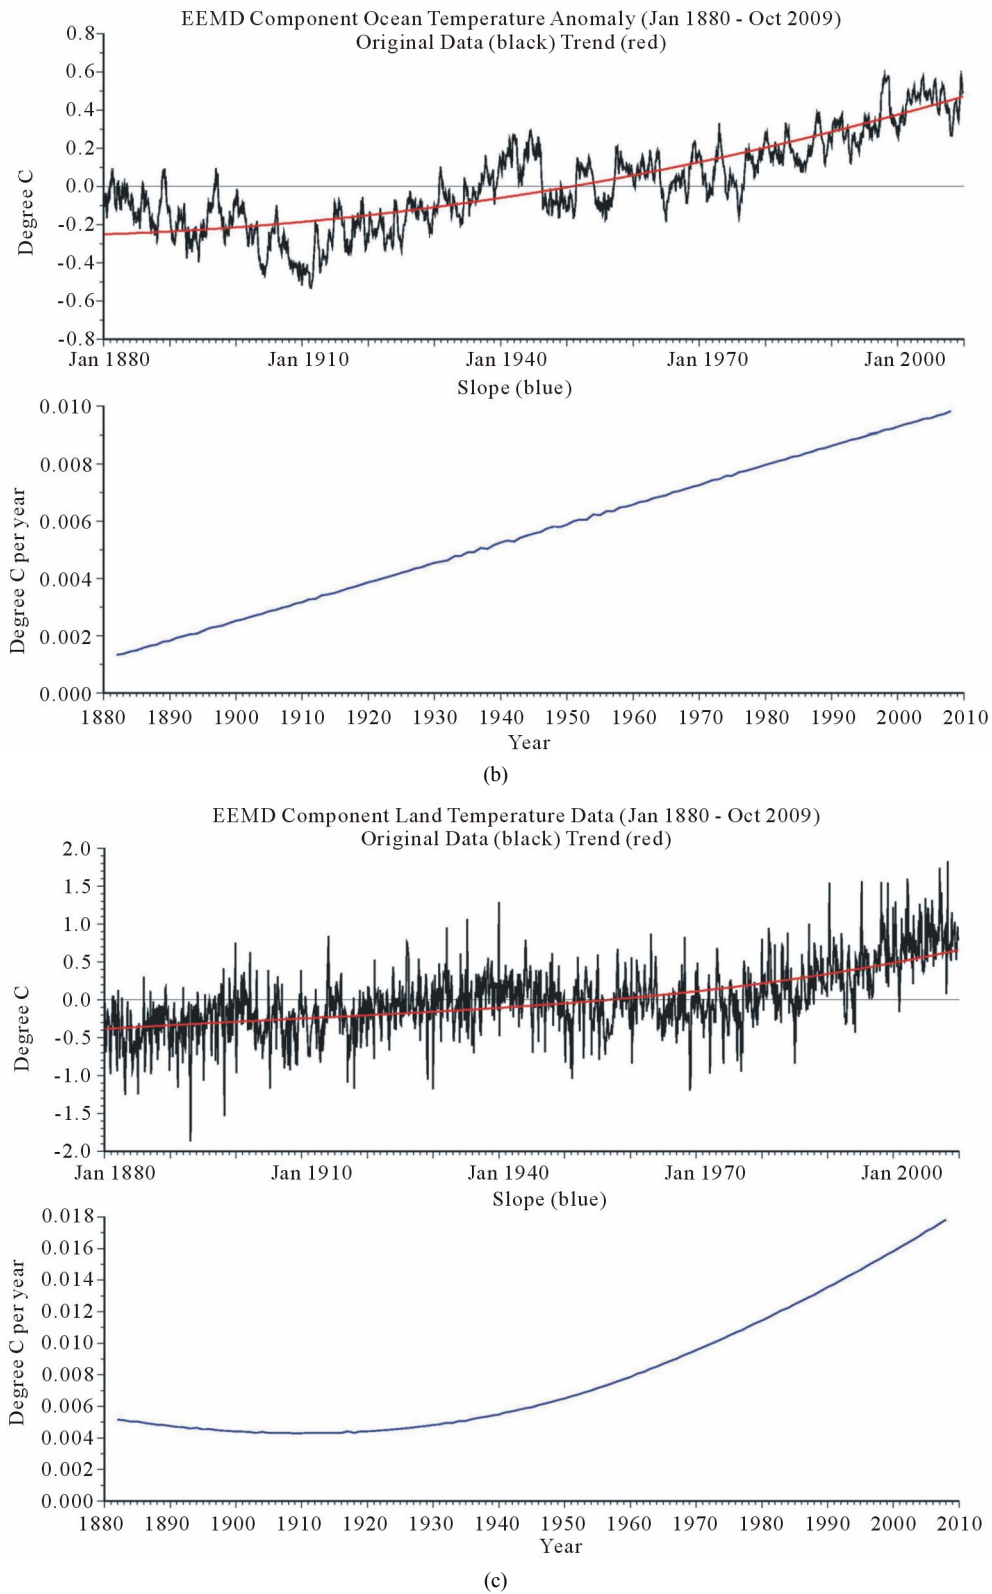 EEMD Component Ocean Temperature Anomaly (Jan 1880 - Oct 2009)
Original Data (black) Trend (red)
0.8
0.6
0.4
0.2
0.0
-0.2
-0.4
-0.6
-0.8
Degree C
Jan 1880 Jan 1910 Jan 1940 Jan 1970 Jan 2000
Slope (blue)
0.010
0.008
0.006
0.004
0.002
0.000
Degree C per year
1880 1890 1900 1910 1920 1930 1940 1950 1960 1970 1980 1990 2000 2010
Year
(b)
EEMD Component Land Temperature Data (Jan 1880 - Oct 2009)
Original Data (black) Trend (red)
2.0
1.5
1.0
0.5
0.0
-0.5
-1.0
-1.5
-2.0
Degree C
Jan 1880 Jan 1910 Jan 1940 Jan 1970 Jan 2000
Slope (blue)
0.018
0.016
0.014
0.012
0.010
0.008
0.006
0.004
0.002
0.000
Degree C per year
1880 1890 1900 1910 1920 1930 1940 1950 1960 1970 1980 1990 2000 2010
Year
(c)